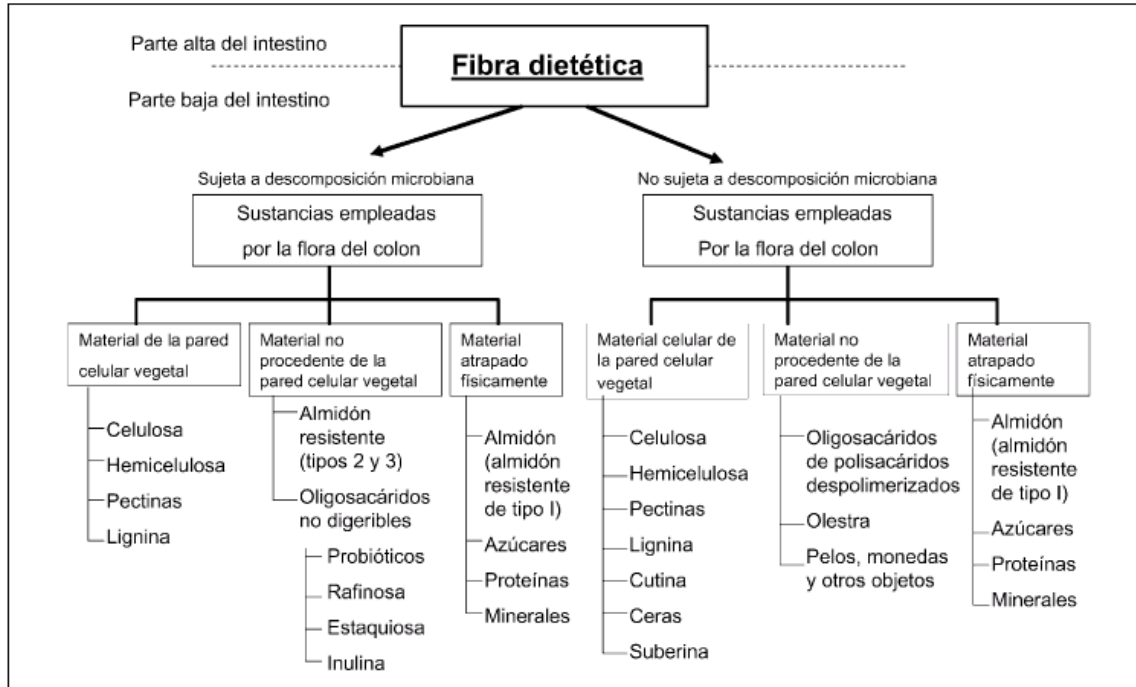 Parte alta del intestino
Fibra dietética
Parte baja del intestino
Sujeta a descomposición microbiana
Sustancias empleadas
por la flora del colon
Material de la pared
celular vegetal
Celulosa
Hemicelulosa
Pectinas
Lignina
Material no
procedente de la
pared celular vegetal
Almidón
resistente
(tipos 2 y 3)
Oligosacáridos
no digeribles
Probióticos
Rafinosa
Estaquiosa
Inulina
Material
atrapado
físicamente
Almidón
(almidón
resistente
de tipo I)
Azúcares
Proteínas
Minerales
No sujeta a descomposición microbiana
Sustancias empleadas
Por la flora del colon
Material celular de
la pared celular
vegetal
Celulosa
Hemicelulosa
Pectinas
Lignina
Cutina
Ceras
Suberina
Material no
procedente de la
pared celular vegetal
Oligosacáridos
de polisacáridos
despolimerizados
Olestra
Pelos, monedas
y otros objetos
Material
atrapado
físicamente
Almidón
(almidón
resistente
de tipo I)
Azúcares
Proteínas
Minerales